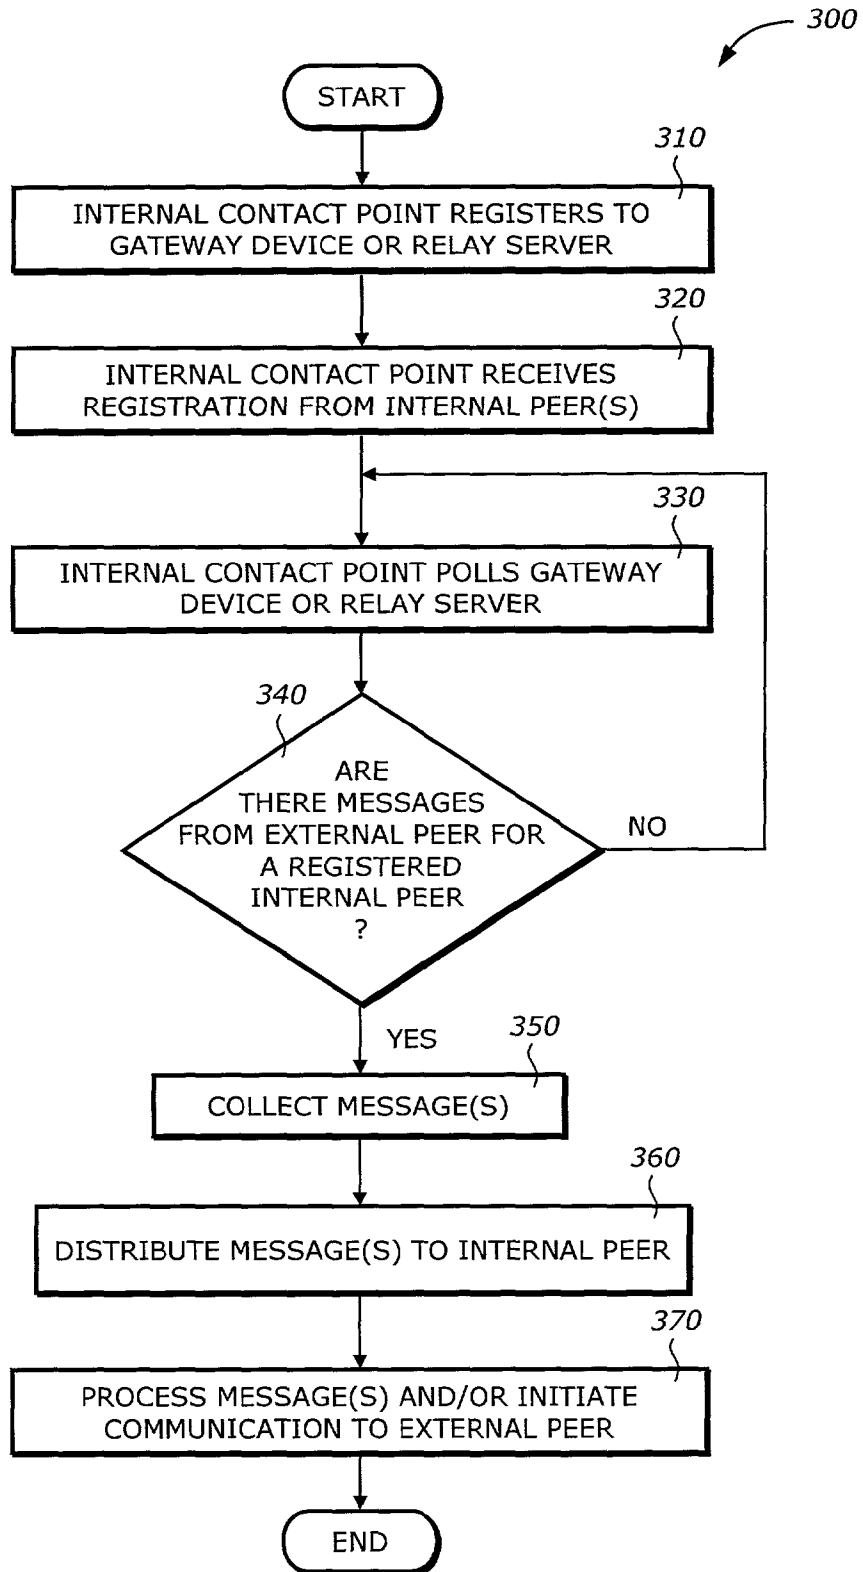 300
START
310
INTERNAL CONTACT POINT REGISTERS TO
GATEWAY DEVICE OR RELAY SERVER
320
INTERNAL CONTACT POINT RECEIVES
REGISTRATION FROM INTERNAL PEER(S)
330
INTERNAL CONTACT POINT POLLS GATEWAY
DEVICE OR RELAY SERVER
340
ARE
THERE MESSAGES
FROM EXTERNAL PEER FOR
A REGISTERED
INTERNAL PEER
?
NO
YES
350
COLLECT MESSAGE(S)
360
DISTRIBUTE MESSAGE(S) TO INTERNAL PEER
370
PROCESS MESSAGE(S) AND/OR INITIATE
COMMUNICATION TO EXTERNAL PEER
END